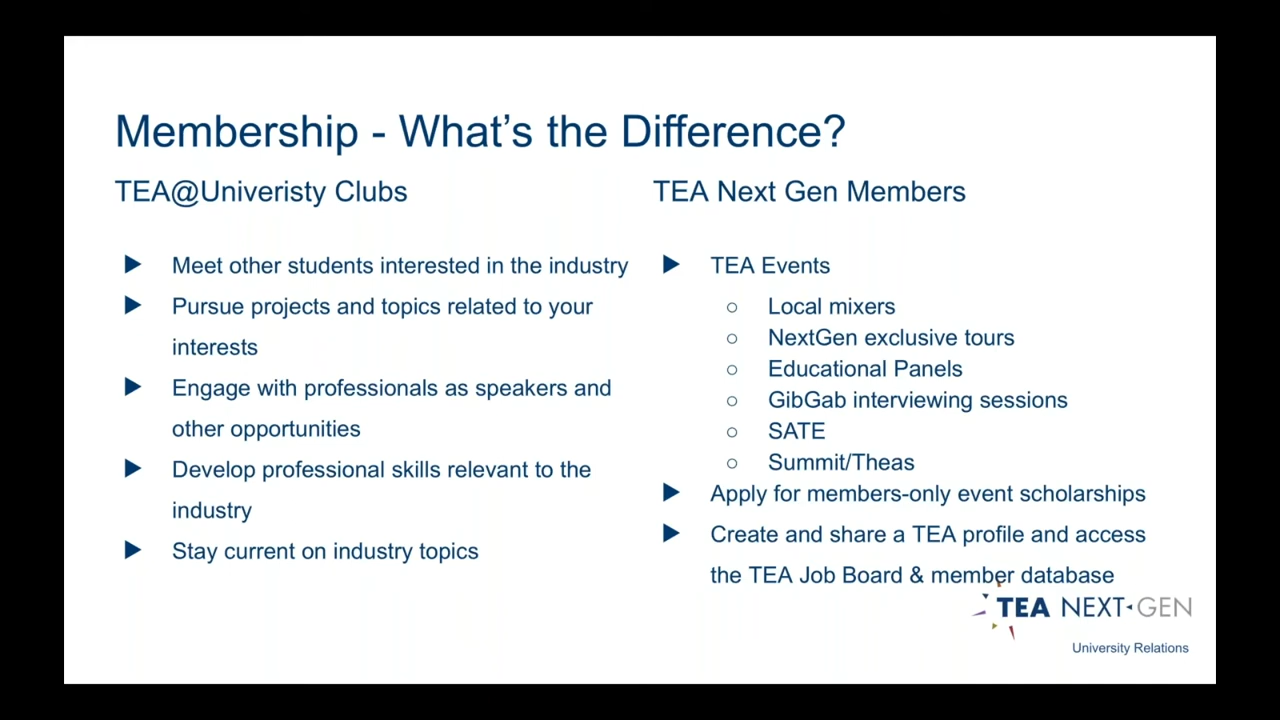 Membership - What's the Difference?
TEA@Univeristy Clubs
Meet other students interested in the industry
Pursue projects and topics related to your
interests
Engage with professionals as speakers and
other opportunities
Develop professional skills relevant to the
industry
Stay current on industry topics
TEA Next Gen Members
TEA Events
Local mixers
NextGen exclusive tours
Educational Panels
GibGab interviewing sessions
SATE
Summit/Theas
Apply for members-only event scholarships
Create and share a TEA profile and access
the TEA Job Board & member database
TEA NEXT GEN
University Relations